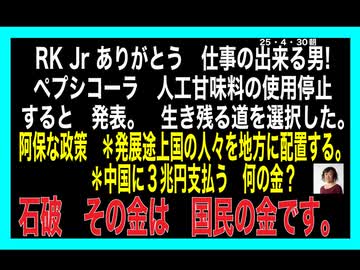 25・4・30朝
RK Jr ありがとう 仕事の出来る男!
ペプシコーラ 人工甘味料の使用停止
すると 発表。 生き残る道を選択した。
阿保な政策 *発展途上国の人々を地方に配置する。
*中国に３兆円支払う 何の金？
石破 その金は 国民の金です。